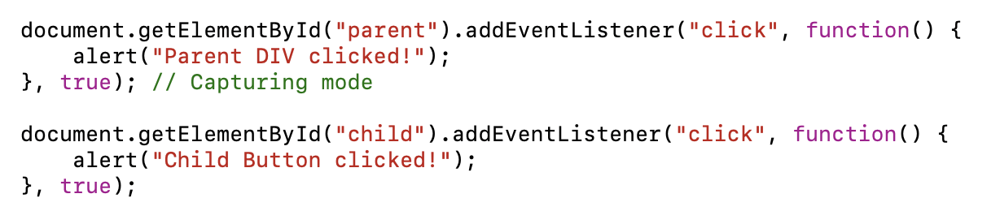 document.getElementById("parent").addEventListener("click", function() {
    alert("Parent DIV clicked!");
}, true); // Capturing mode

document.getElementById("child").addEventListener("click", function() {
    alert("Child Button clicked!");
}, true);